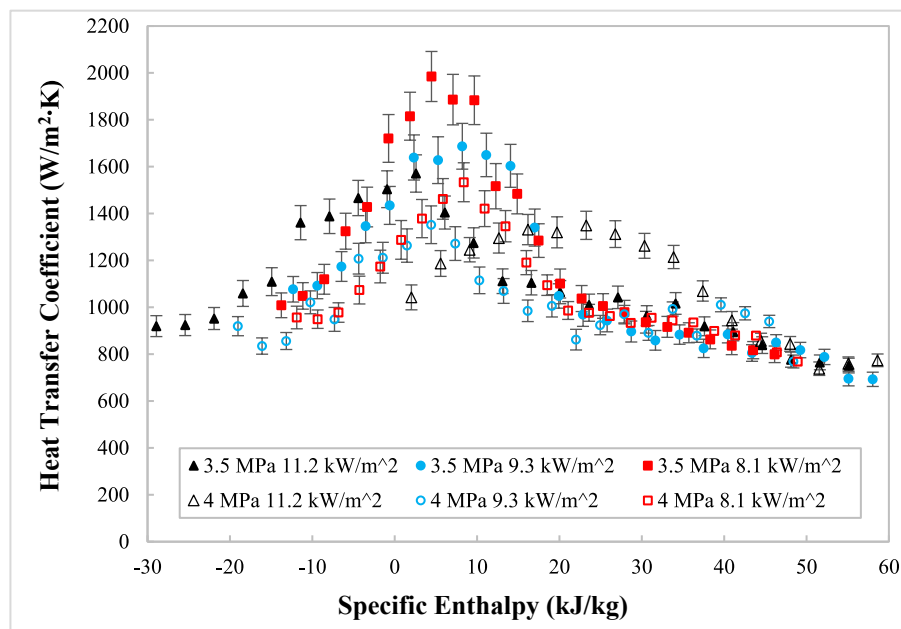 2200
2000
1800
1600
1400
1200
1000
800
600
400
200
0
Heat Transfer Coefficient (W/m²·K)
3.5 MPa 11.2 kW/m^2 3.5 MPa 9.3 kW/m^2 3.5 MPa 8.1 kW/m^2
4 MPa 11.2 kW/m^2 4 MPa 9.3 kW/m^2 4 MPa 8.1 kW/m^2
-30 -20 -10 0 10 20 30 40 50 60
Specific Enthalpy (kJ/kg)